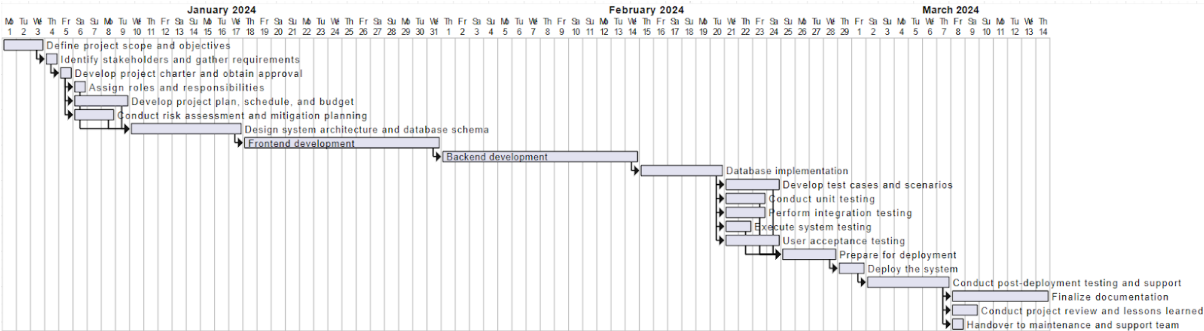 January 2024 February 2024 March 2024
Mo Tu We Th Fr Sa Su Mo Tu We Th Fr Sa Su Mo Tu We Th Fr Sa Su Mo Tu We Th Fr Sa Su Mo Tu We Th Fr Sa Su Mo Tu We Th Fr Sa Su Mo Tu We Th Fr Sa Su Mo Tu We Th Fr Sa Su Mo Tu We Th Fr Sa Su Mo Tu We Th Fr Sa Su Mo Tu We Th
1 2 3 4 5 6 7 8 9 10 11 12 13 14 15 16 17 18 19 20 21 22 23 24 25 26 27 28 29 30 31 1 2 3 4 5 6 7 8 9 10 11 12 13 14 15 16 17 18 19 20 21 22 23 24 25 26 27 28 29 1 2 3 4 5 6 7 8 9 10 11 12 13 14
Define project scope and objectives
Identify stakeholders and gather requirements
Develop project charter and obtain approval
Assign roles and responsibilities
Develop project plan, schedule, and budget
Conduct risk assessment and mitigation planning
Design system architecture and database schema
Frontend development
Backend development
Database implementation
Develop test cases and scenarios
Conduct unit testing
Perform integration testing
Execute system testing
User acceptance testing
Prepare for deployment
Deploy the system
Conduct post-deployment testing and support
Finalize documentation
Conduct project review and lessons learned
Handover to maintenance and support team